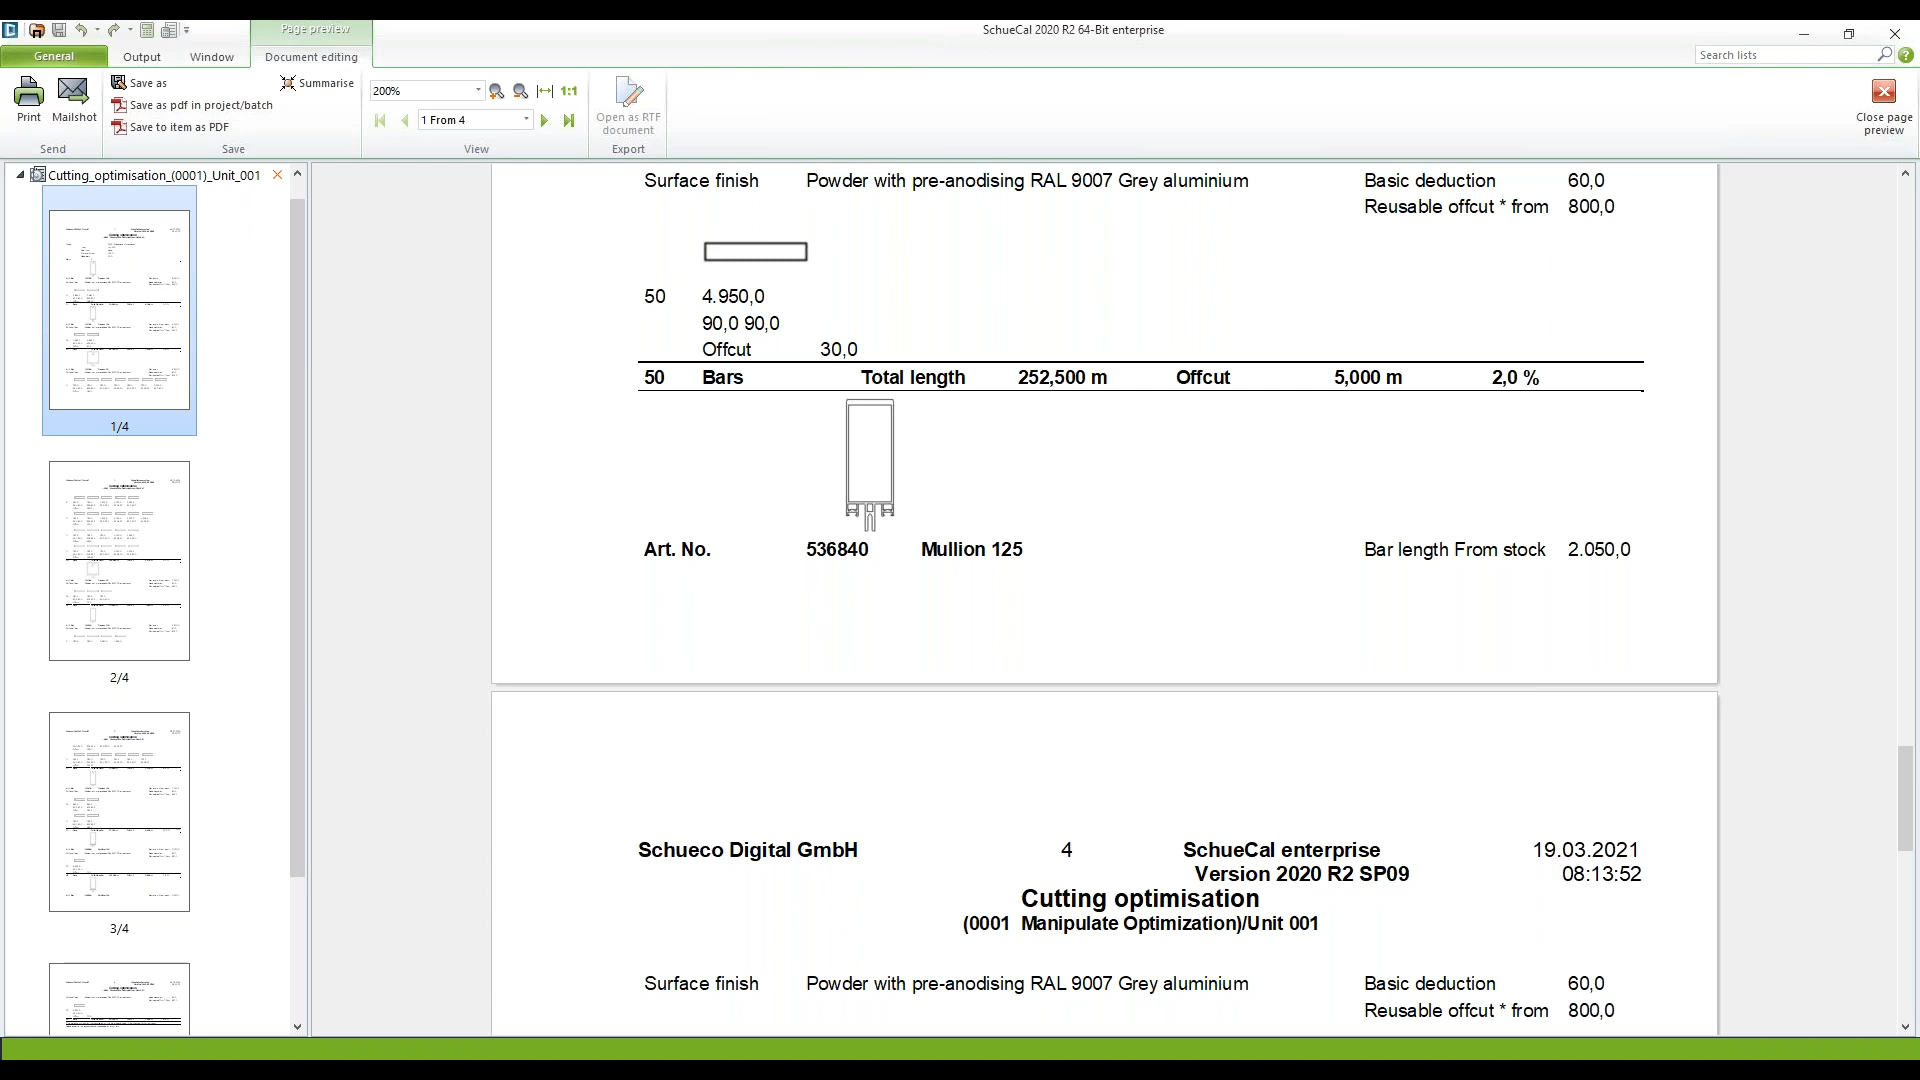 Page preview
SchueCal 2020 R2 64-Bit enterprise
General
Output
Window
Document editing
Search lists
Print
Mailshot
Send
Save as
Save as pdf in project/batch
Save to item as PDF
Summarise
Save
200%
1:1
1 From 4
View
Open as RTF
document
Export
Close page
preview
Cutting_optimisation_(0001)_Unit_001
1/4
2/4
3/4
Surface finish Powder with pre-anodising RAL 9007 Grey aluminium Basic deduction 60,0
Reusable offcut * from 800,0
50 4.950,0
90,0 90,0
Offcut 30,0
50 Bars Total length 252,500 m Offcut 5,000 m 2,0 %
Art. No. 536840 Mullion 125 Bar length From stock 2.050,0
Schueco Digital GmbH 4 SchueCal enterprise 19.03.2021
Version 2020 R2 SP09 08:13:52
Cutting optimisation
(0001 Manipulate Optimization)/Unit 001
Surface finish Powder with pre-anodising RAL 9007 Grey aluminium Basic deduction 60,0
Reusable offcut * from 800,0